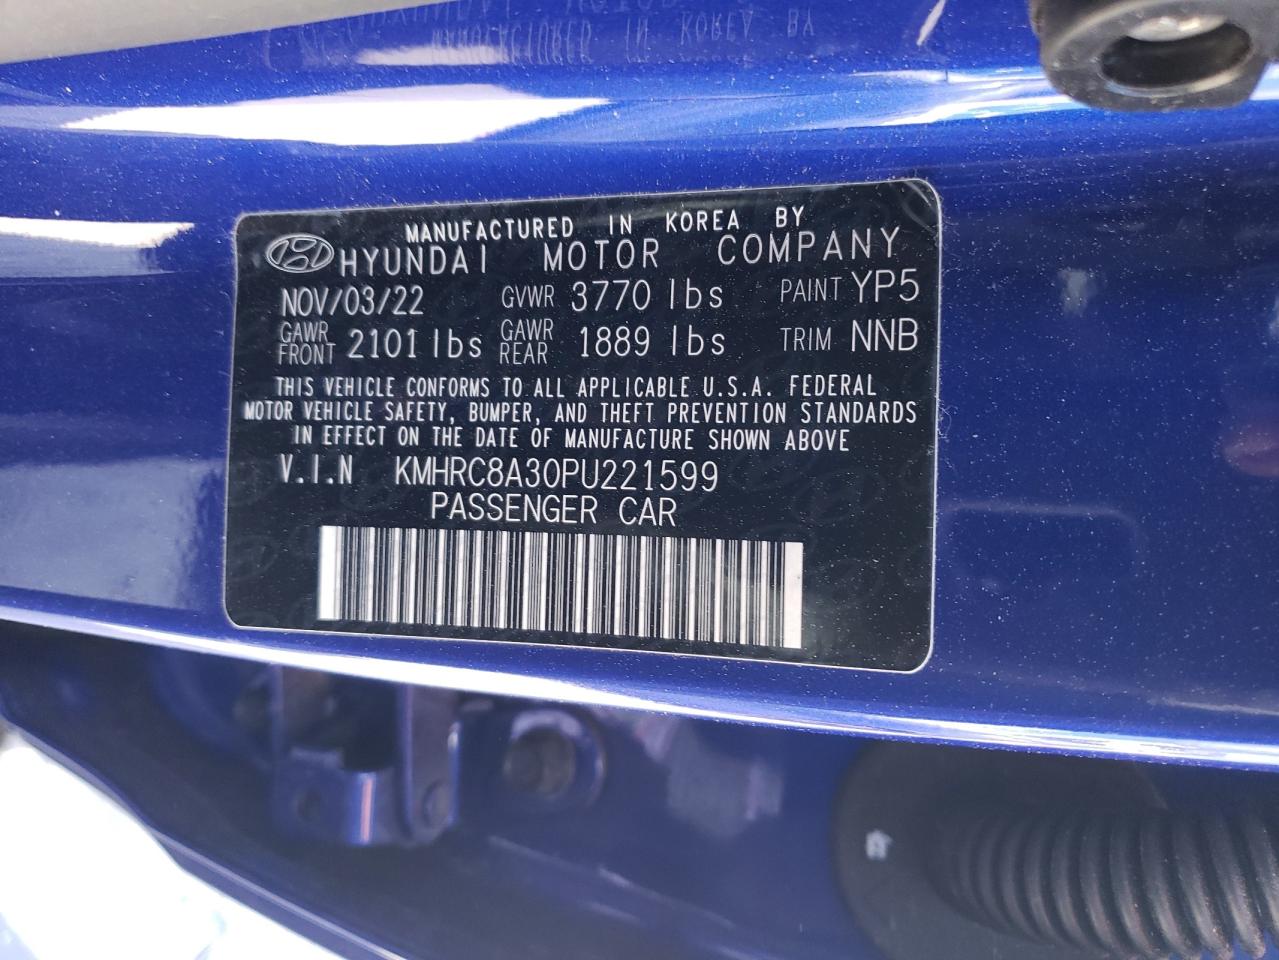 MANUFACTURED IN KOREA BY
HYUNDAI MOTOR COMPANY
NOV/03/22 GVWR 3770 lbs PAINT YP5
GAWR FRONT 2101 lbs GAWR REAR 1889 lbs TRIM NNB
THIS VEHICLE CONFORMS TO ALL APPLICABLE U.S.A. FEDERAL
MOTOR VEHICLE SAFETY, BUMPER, AND THEFT PREVENTION STANDARDS
IN EFFECT ON THE DATE OF MANUFACTURE SHOWN ABOVE
V.I.N KMHRC8A30PU221599
PASSENGER CAR